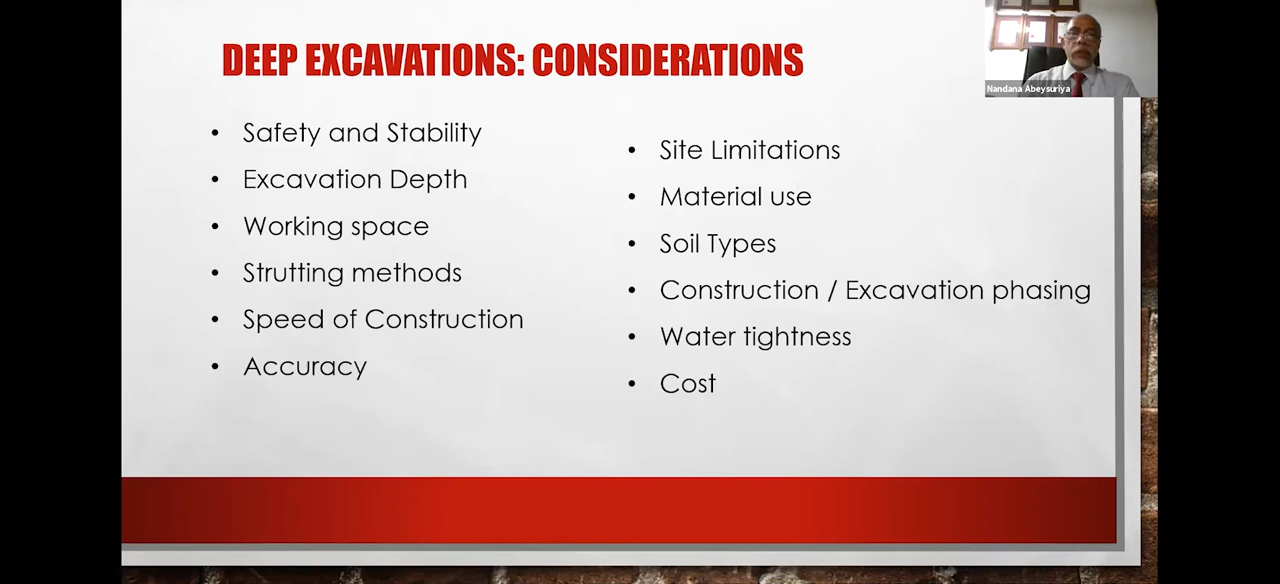 DEEP EXCAVATIONS: CONSIDERATIONS
Nandana Abeysuriya
• Safety and Stability
• Excavation Depth
• Working space
• Strutting methods
• Speed of Construction
• Accuracy
• Site Limitations
• Material use
• Soil Types
• Construction / Excavation phasing
• Water tightness
• Cost